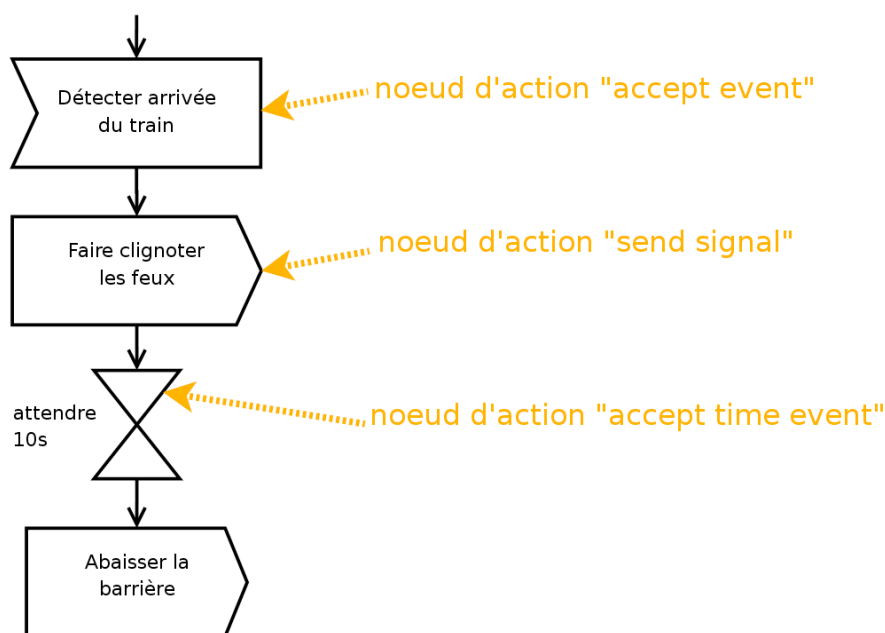 Détecter arrivée
du train
noeud d'action "accept event"
Faire clignoter
les feux
noeud d'action "send signal"
attendre
10s
noeud d'action "accept time event"
Abaisser la
barrière